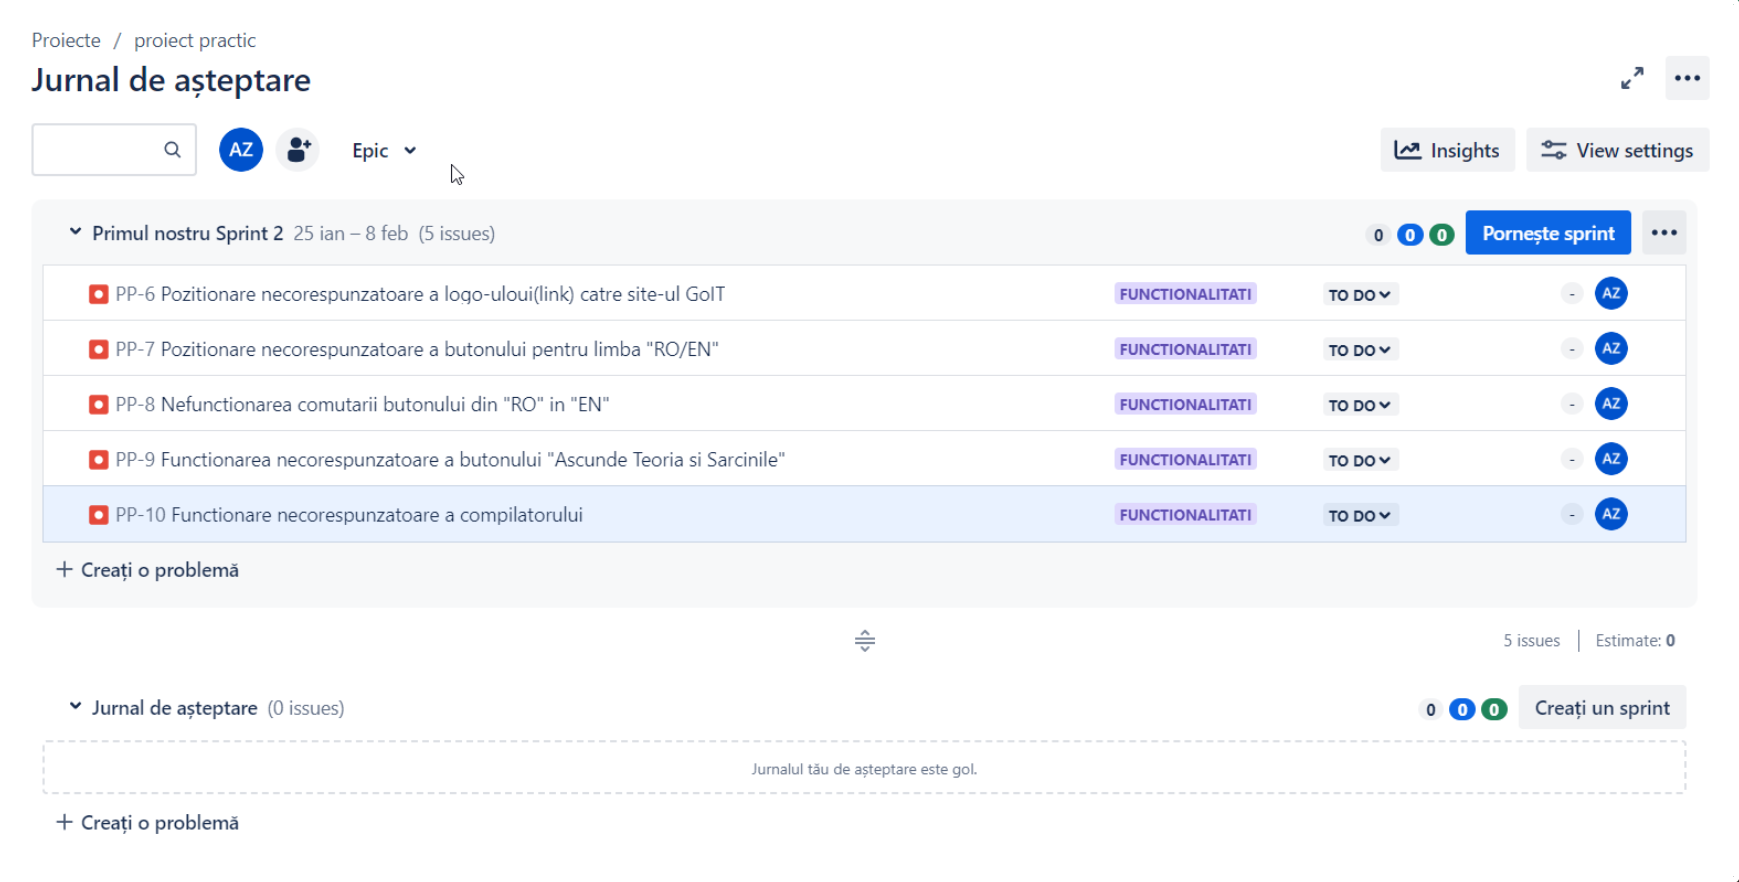 Proiecte / proiect practic
Jurnal de așteptare
AZ Epic Insights View settings
Primul nostru Sprint 2 25 ian – 8 feb (5 issues) 0 0 0 Pornește sprint
PP-6 Pozitionare necorespunzatoare a logo-uloui(link) catre site-ul GoIT FUNCTIONALITATI TO DO - AZ
PP-7 Pozitionare necorespunzatoare a butonului pentru limba "RO/EN" FUNCTIONALITATI TO DO - AZ
PP-8 Nefunctionarea comutarii butonului din "RO" in "EN" FUNCTIONALITATI TO DO - AZ
PP-9 Functionarea necorespunzatoare a butonului "Ascunde Teoria si Sarcinile" FUNCTIONALITATI TO DO - AZ
PP-10 Functionare necorespunzatoare a compilatorului FUNCTIONALITATI TO DO - AZ
+ Creați o problemă
5 issues | Estimate: 0
Jurnal de așteptare (0 issues) 0 0 0 Creați un sprint
Jurnalul tău de așteptare este gol.
+ Creați o problemă